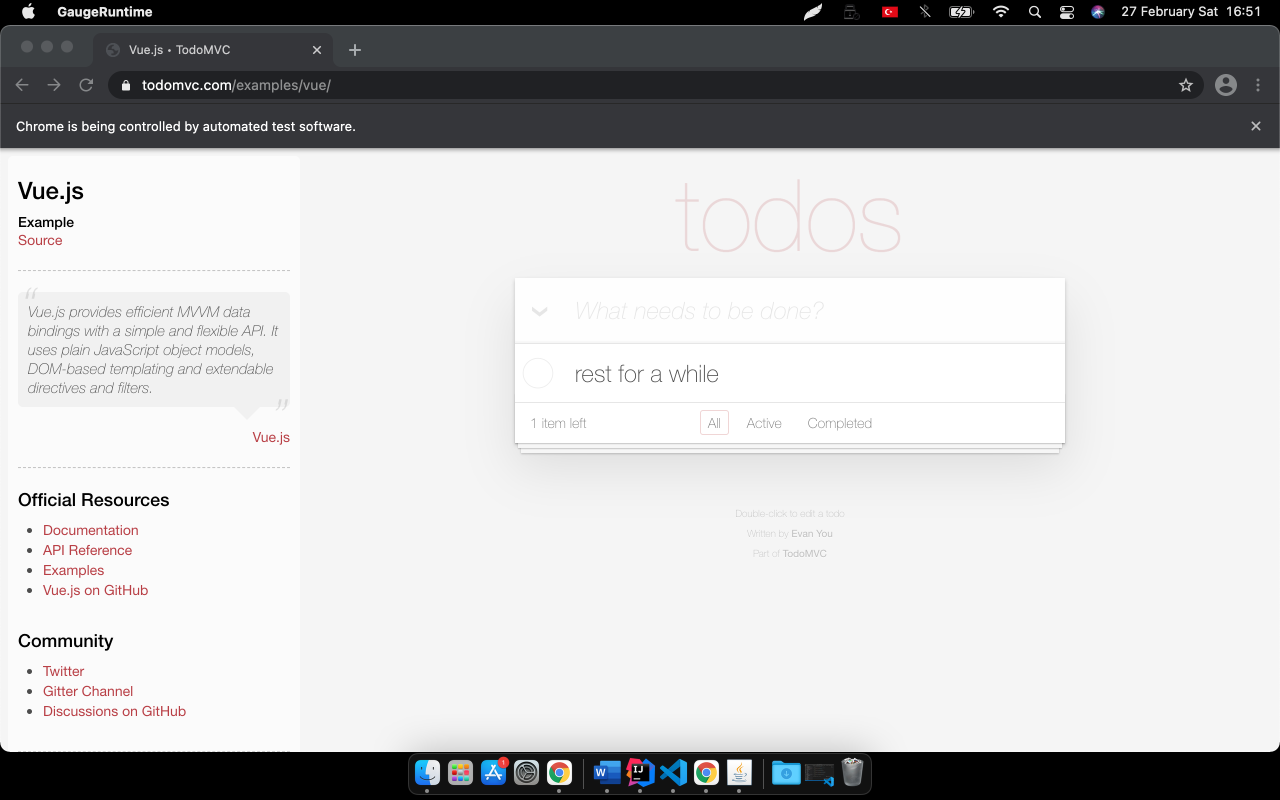 GaugeRuntime
27 February Sat 16:51
Vue.js • TodoMVC
todomvc.com/examples/vue/
Chrome is being controlled by automated test software.
Vue.js
Example
Source
“
Vue.js provides efficient MVVM data
bindings with a simple and flexible API. It
uses plain JavaScript object models,
DOM-based templating and extendable
directives and filters.
”
Vue.js
Official Resources
Documentation
API Reference
Examples
Vue.js on GitHub
Community
Twitter
Gitter Channel
Discussions on GitHub
todos
What needs to be done?
rest for a while
1 item left All Active Completed
Double-click to edit a todo
Written by Evan You
Part of TodoMVC
1
W
IJ